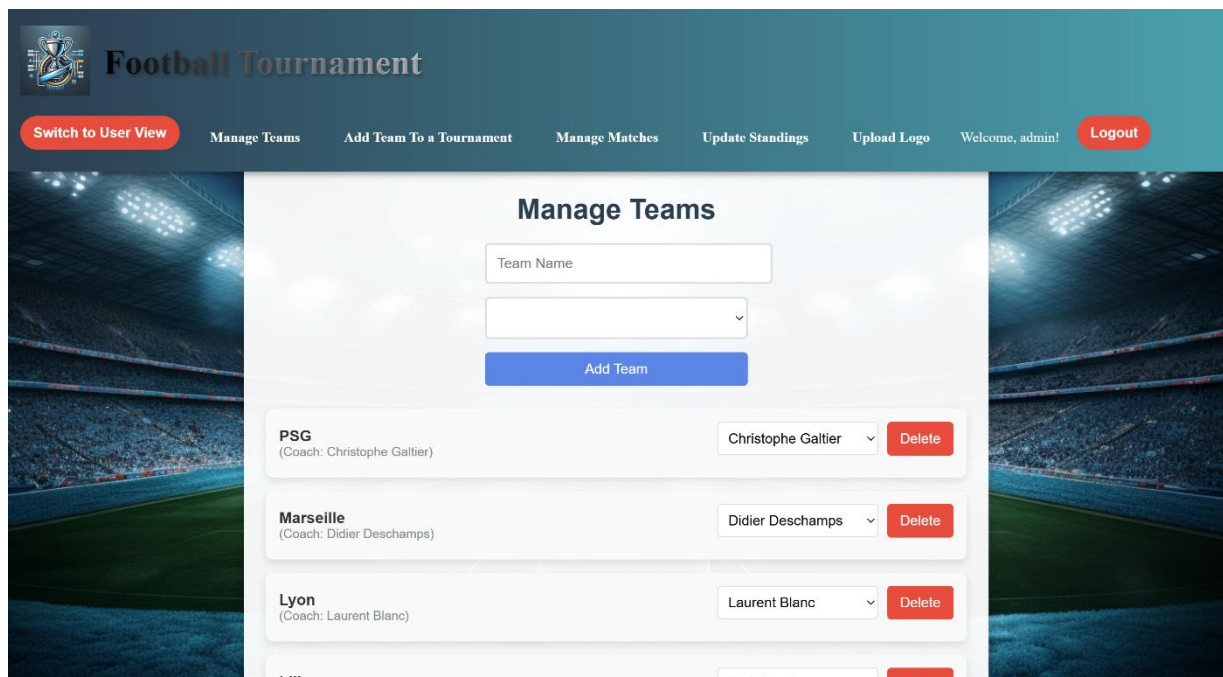 Football Tournament
Switch to User View
Manage Teams
Add Team To a Tournament
Manage Matches
Update Standings
Upload Logo
Welcome, admin!
Logout
Manage Teams
Team Name
Add Team
PSG
(Coach: Christophe Galtier)
Christophe Galtier
Delete
Marseille
(Coach: Didier Deschamps)
Didier Deschamps
Delete
Lyon
(Coach: Laurent Blanc)
Laurent Blanc
Delete